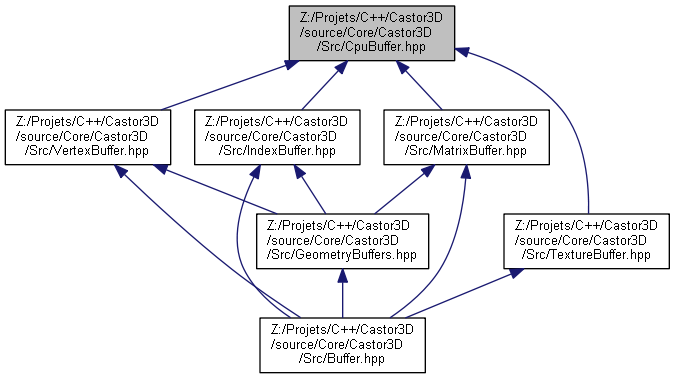 Z:/Projets/C++/Castor3D
/source/Core/Castor3D
/Src/CpuBuffer.hpp
Z:/Projets/C++/Castor3D
/source/Core/Castor3D
/Src/VertexBuffer.hpp
Z:/Projets/C++/Castor3D
/source/Core/Castor3D
/Src/IndexBuffer.hpp
Z:/Projets/C++/Castor3D
/source/Core/Castor3D
/Src/MatrixBuffer.hpp
Z:/Projets/C++/Castor3D
/source/Core/Castor3D
/Src/GeometryBuffers.hpp
Z:/Projets/C++/Castor3D
/source/Core/Castor3D
/Src/TextureBuffer.hpp
Z:/Projets/C++/Castor3D
/source/Core/Castor3D
/Src/Buffer.hpp